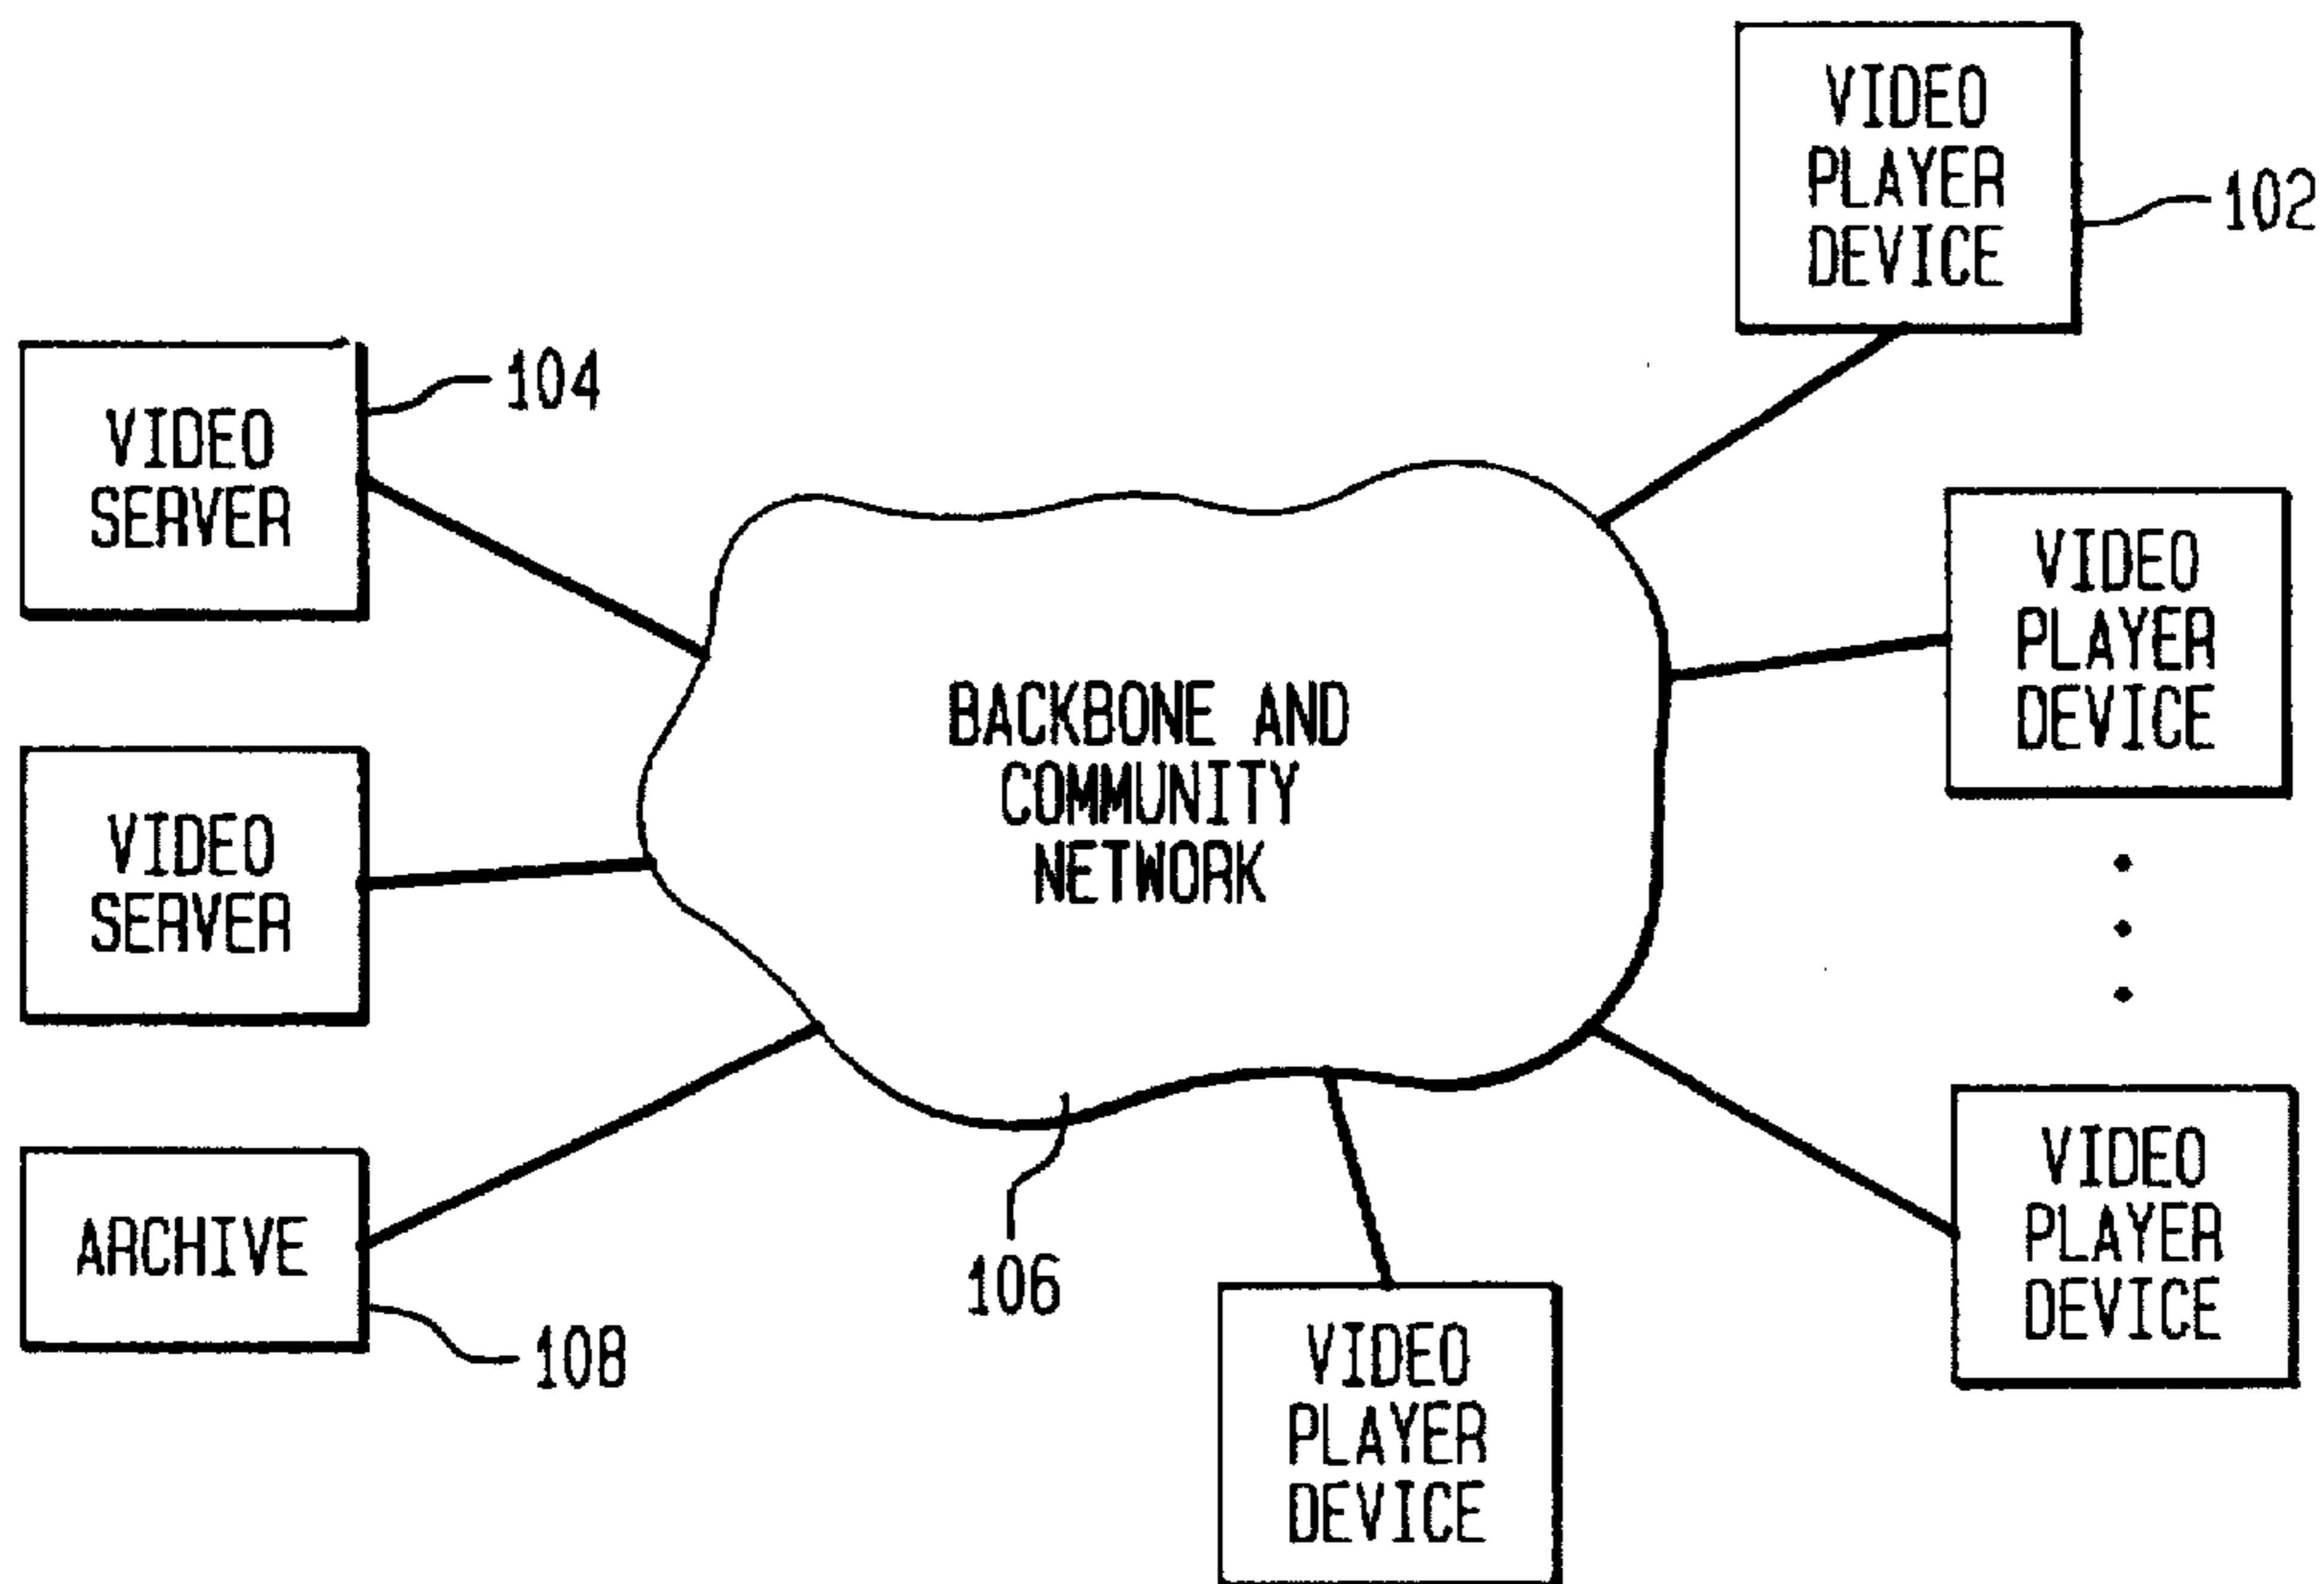 VIDEO
PLAYER
DEVICE
102
VIDEO
SERVER
104
VIDEO
PLAYER
DEVICE
BACKBONE AND
COMMUNITY
NETWORK
VIDEO
SERVER
VIDEO
PLAYER
DEVICE
ARCHIVE
108
106
VIDEO
PLAYER
DEVICE